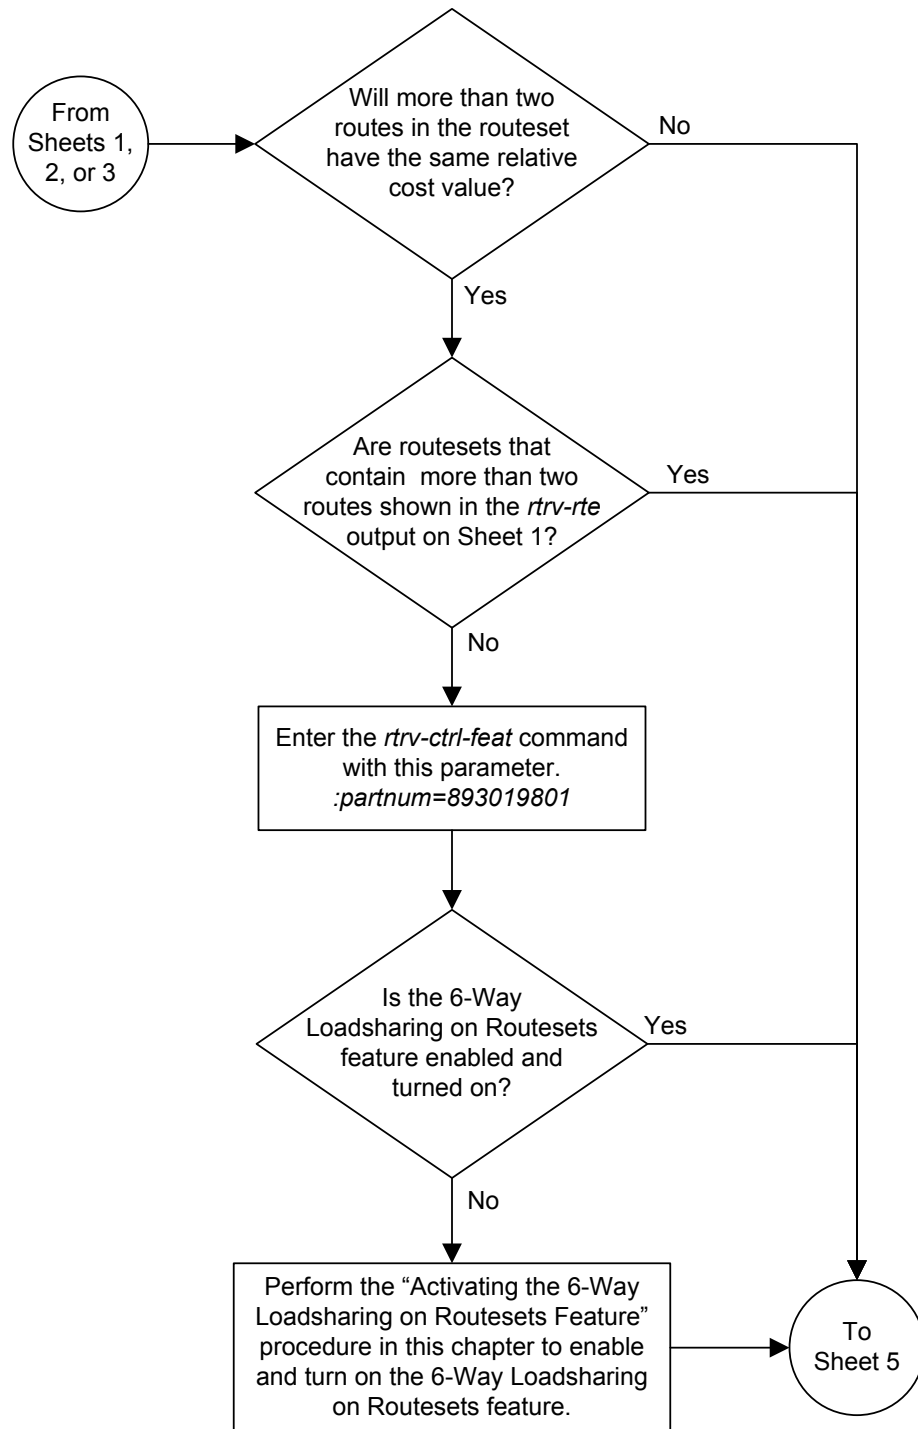 From
Sheets 1,
2, or 3
Will more than two
routes in the routeset
have the same relative
cost value?
No
Yes
Are routesets that
contain  more than two
routes shown in the rtrv-rte
output on Sheet 1?
Yes
No
Enter the rtrv-ctrl-feat command
with this parameter.
:partnum=893019801
Is the 6-Way
Loadsharing on Routesets
feature enabled and
turned on?
Yes
No
Perform the “Activating the 6-Way
Loadsharing on Routesets Feature”
procedure in this chapter to enable
and turn on the 6-Way Loadsharing
on Routesets feature.
To
Sheet 5